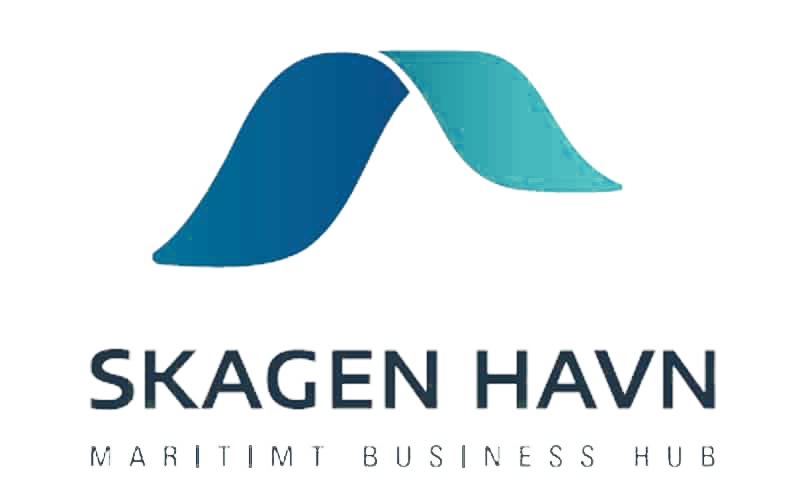 SKAGEN HAVN
MARITIMT BUSINESS HUB